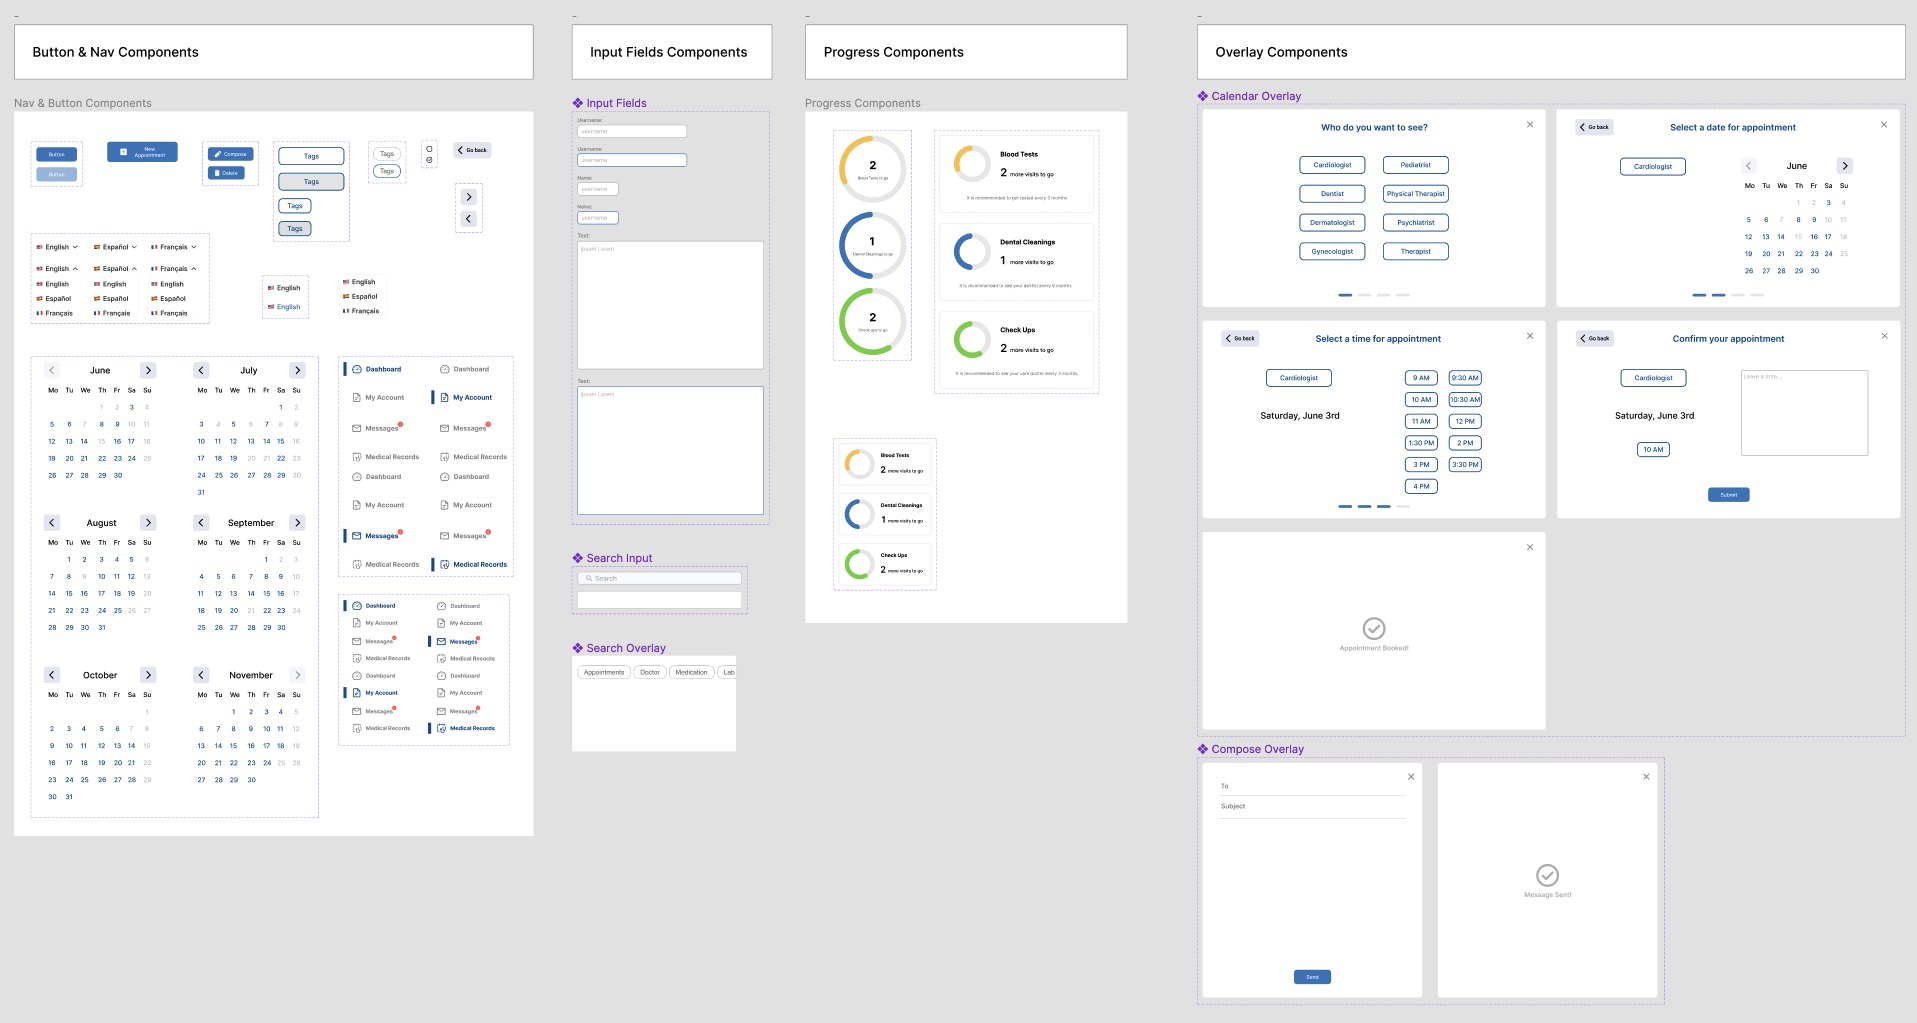 Button & Nav Components
Nav & Button Components
Button
Button
New
Appointment
Compose
Delete
Tags
Tags
Tags
Tags
Tags
Tags
Go back
English
Español
Français
English
Español
Français
English
English
English
Español
Español
Español
Français
Français
Français
English
English
English
Español
Français
June
Mo Tu We Th Fr Sa Su
1 2 3 4
5 6 7 8 9 10 11
12 13 14 15 16 17 18
19 20 21 22 23 24 25
26 27 28 29 30
July
Mo Tu We Th Fr Sa Su
1 2
3 4 5 6 7 8 9
10 11 12 13 14 15 16
17 18 19 20 21 22 23
24 25 26 27 28 29 30
31
August
Mo Tu We Th Fr Sa Su
1 2 3 4 5 6
7 8 9 10 11 12 13
14 15 16 17 18 19 20
21 22 23 24 25 26 27
28 29 30 31
September
Mo Tu We Th Fr Sa Su
1 2 3
4 5 6 7 8 9 10
11 12 13 14 15 16 17
18 19 20 21 22 23 24
25 26 27 28 29 30
October
Mo Tu We Th Fr Sa Su
1
2 3 4 5 6 7 8
9 10 11 12 13 14 15
16 17 18 19 20 21 22
23 24 25 26 27 28 29
30 31
November
Mo Tu We Th Fr Sa Su
1 2 3 4 5
6 7 8 9 10 11 12
13 14 15 16 17 18 19
20 21 22 23 24 25 26
27 28 29 30
Dashboard
My Account
Messages
Medical Records
Dashboard
My Account
Messages
Medical Records
Dashboard
My Account
Messages
Medical Records
Dashboard
My Account
Messages
Medical Records
Dashboard
My Account
Messages
Medical Records
Dashboard
My Account
Messages
Medical Records
Dashboard
My Account
Messages
Medical Records
Dashboard
My Account
Messages
Medical Records
Input Fields Components
Input Fields
Username:
username
Username:
username
Name:
username
Name:
username
Text:
Ipsum Lorem
Text:
Ipsum Lorem
Search Input
Search
Search Overlay
Appointments
Doctor
Medication
Lab
Progress Components
Progress Components
2
Blood Tests to go
1
Dental Cleanings to go
2
Check ups to go
Blood Tests
2 more visits to go
It is recommended to get tested every 3 months
Dental Cleanings
1 more visits to go
It is recommended to see your dentist every 6 months
Check Ups
2 more visits to go
It is recommended to see your care doctor every 3 months
Blood Tests
2 more visits to go
Dental Cleanings
1 more visits to go
Check Ups
2 more visits to go
Overlay Components
Calendar Overlay
Who do you want to see?
Cardiologist
Pediatrist
Dentist
Physical Therapist
Dermatologist
Psychiatrist
Gynecologist
Therapist
Go back
Select a date for appointment
Cardiologist
June
Mo Tu We Th Fr Sa Su
1 2 3 4
5 6 7 8 9 10 11
12 13 14 15 16 17 18
19 20 21 22 23 24 25
26 27 28 29 30
Go back
Select a time for appointment
Cardiologist
Saturday, June 3rd
9 AM
9:30 AM
10 AM
10:30 AM
11 AM
12 PM
1:30 PM
2 PM
3 PM
3:30 PM
4 PM
Go back
Confirm your appointment
Cardiologist
Saturday, June 3rd
10 AM
Leave a note...
Submit
Appointment Booked!
Compose Overlay
To
Subject
Send
Message Sent!